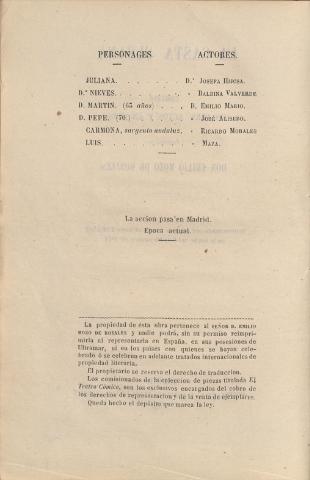 PERSONAGES. ACTORES.
JULIANA. . . . . . . . . D.ª JOSEFA HIJOSA.
D.ª NIEVES. . . . . . . . » BALBINA VALVERDE
D. MARTIN. (65 años) . . . D. EMILIO MARIO.
D. PEPE. (70) . . . . . . » JOSÉ ALISEDO.
CARMONA, sargento andaluz. » RICARDO MORALES
LUIS. . . . . . . . . . » MAZA.
La accion pasa en Madrid.
Epoca actual.
La propiedad de ésta obra pertenece al SEÑOR D. EMILIO
MOZO DE ROSALES y nadie podrá, sin su permiso reimpri-
mirla ni representarla en España, en sus posesiones de
Ultramar, ni en los países con quienes se hayan cele-
brado ó se celebren en adelante tratados internacionales de
propiedad literaria.
El propietario se reserva el derecho de traduccion.
Los comisionados de la coleccion de piezas titulada El
Teatro Cómico, son los exclusivos encargados del cobro de
los derechos de representacion y de la venta de ejemplares.
Queda hecho el depósito que marca la ley.